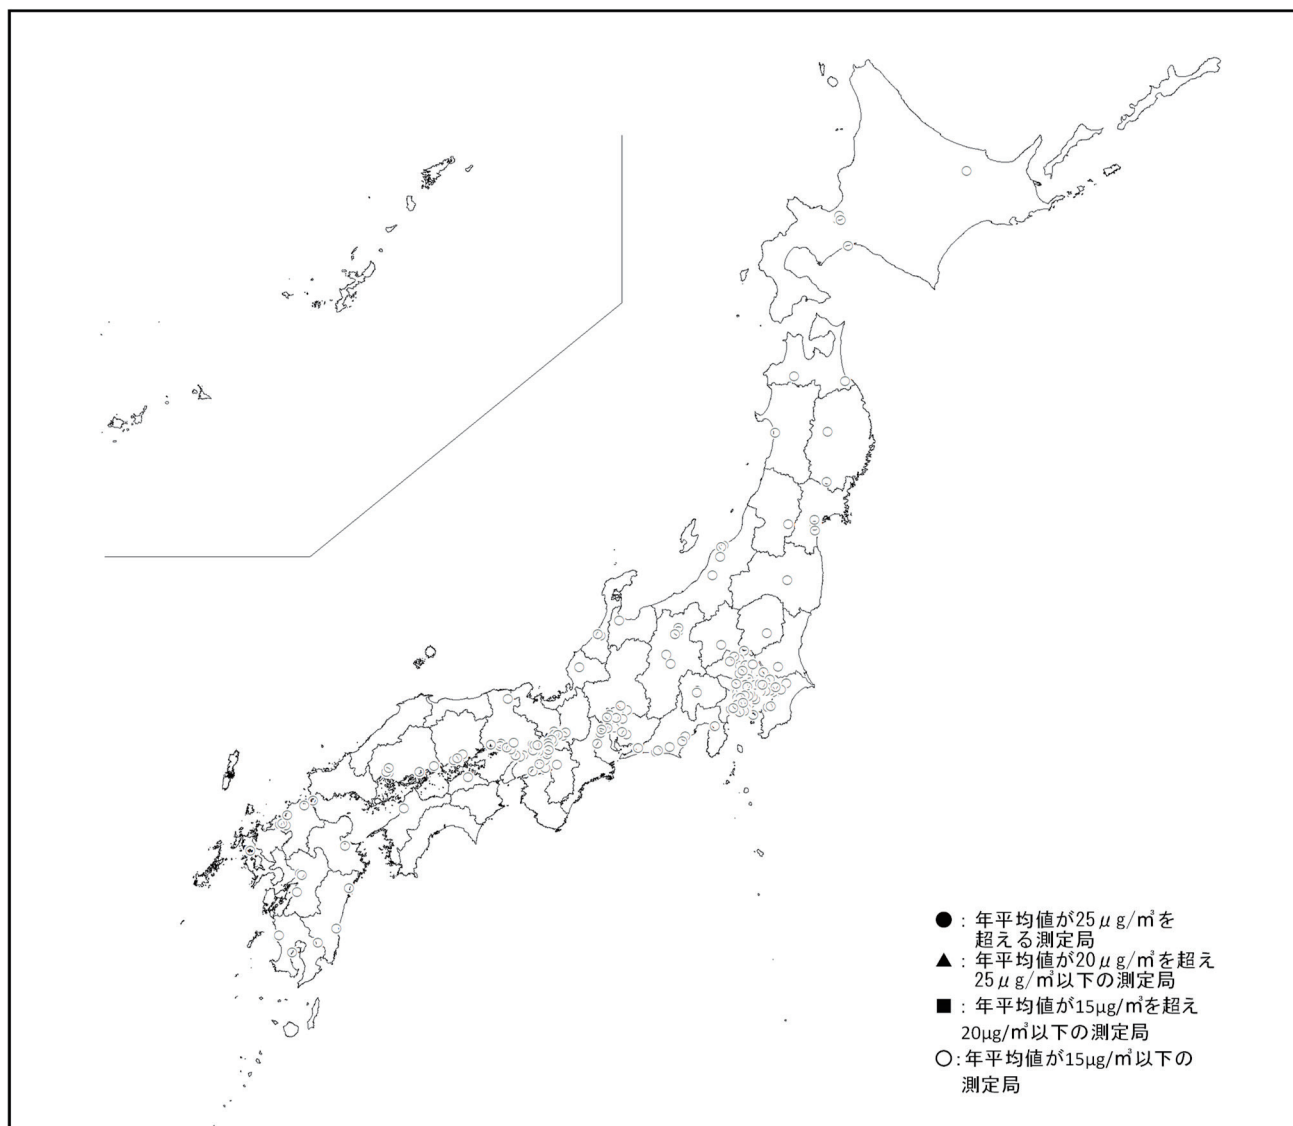 ●：年平均値が25μg/㎥を
超える測定局
▲：年平均値が20μg/㎥を超え
25μg/㎥以下の測定局
■：年平均値が15μg/㎥を超え
20μg/㎥以下の測定局
○：年平均値が15μg/㎥以下の
測定局